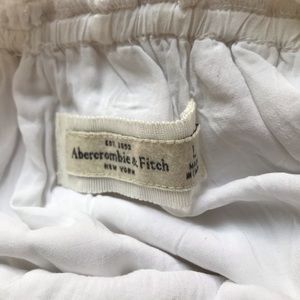 EST. 1892
Abercrombie & Fitch
NEW YORK
L